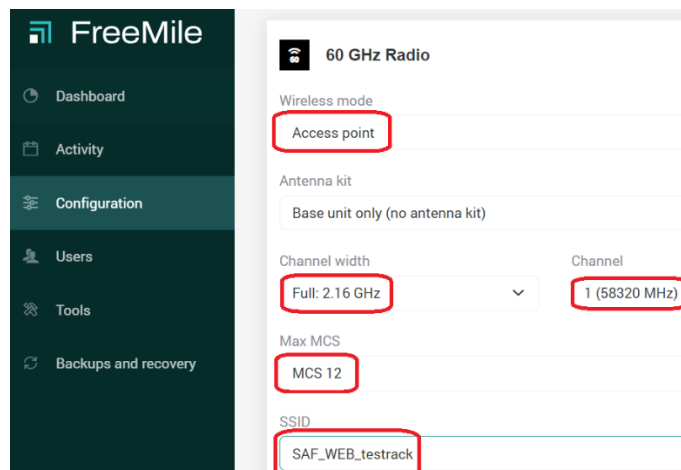 FreeMile
Dashboard
Activity
Configuration
Users
Tools
Backups and recovery
60
60 GHz Radio
Wireless mode
Access point
Antenna kit
Base unit only (no antenna kit)
Channel width
Channel
Full: 2.16 GHz
1 (58320 MHz)
Max MCS
MCS 12
SSID
SAF_WEB_testrack